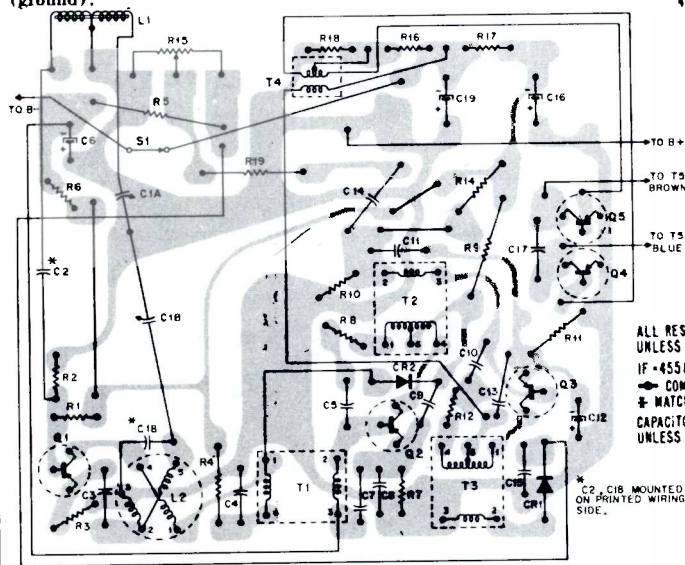 (ground).
L1
R15
R18
R16
R17
T4
TO B-
R5
C19
C16
C6
S1
TO B+
R6
R19
C1A
C14
R14
TO T5
BROWN
Q5
C2
C11
R9
C17
TO T5
BLUE
Q4
2
3
T2
R10
C1B
R8
C10
R11
ALL RES
UNLESS
IF =455
COM
* MATCH
CAPACITO
UNLESS
R2
CR2
C13
Q3
R1
C5
C9
R12
C12
C1B
Q2
R4
C3
L2
C4
T1
C7
C8
R7
T3
C15
CR1
R3
* C2, C1B MOUNTED
ON PRINTED WIRING
SIDE.